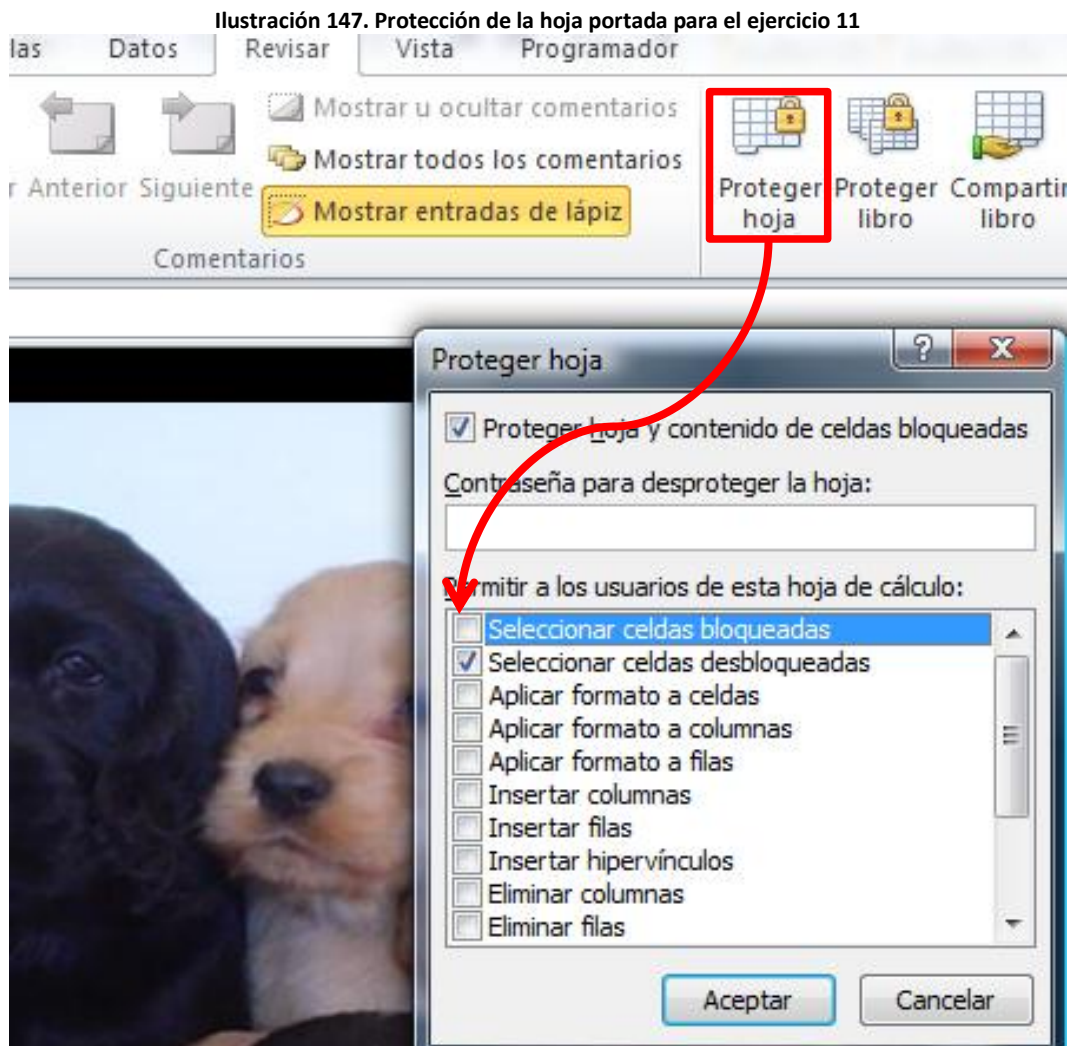 Ilustración 147. Protección de la hoja portada para el ejercicio 11
las Datos Revisar Vista Programador
Mostrar u ocultar comentarios
Mostrar todos los comentarios
r Anterior Siguiente
Mostrar entradas de lápiz
Comentarios
Proteger hoja
Proteger libro
Compartir libro
Proteger hoja
Proteger hoja y contenido de celdas bloqueadas
Contraseña para desproteger la hoja:
Permitir a los usuarios de esta hoja de cálculo:
Seleccionar celdas bloqueadas
Seleccionar celdas desbloqueadas
Aplicar formato a celdas
Aplicar formato a columnas
Aplicar formato a filas
Insertar columnas
Insertar filas
Insertar hipervínculos
Eliminar columnas
Eliminar filas
Aceptar Cancelar